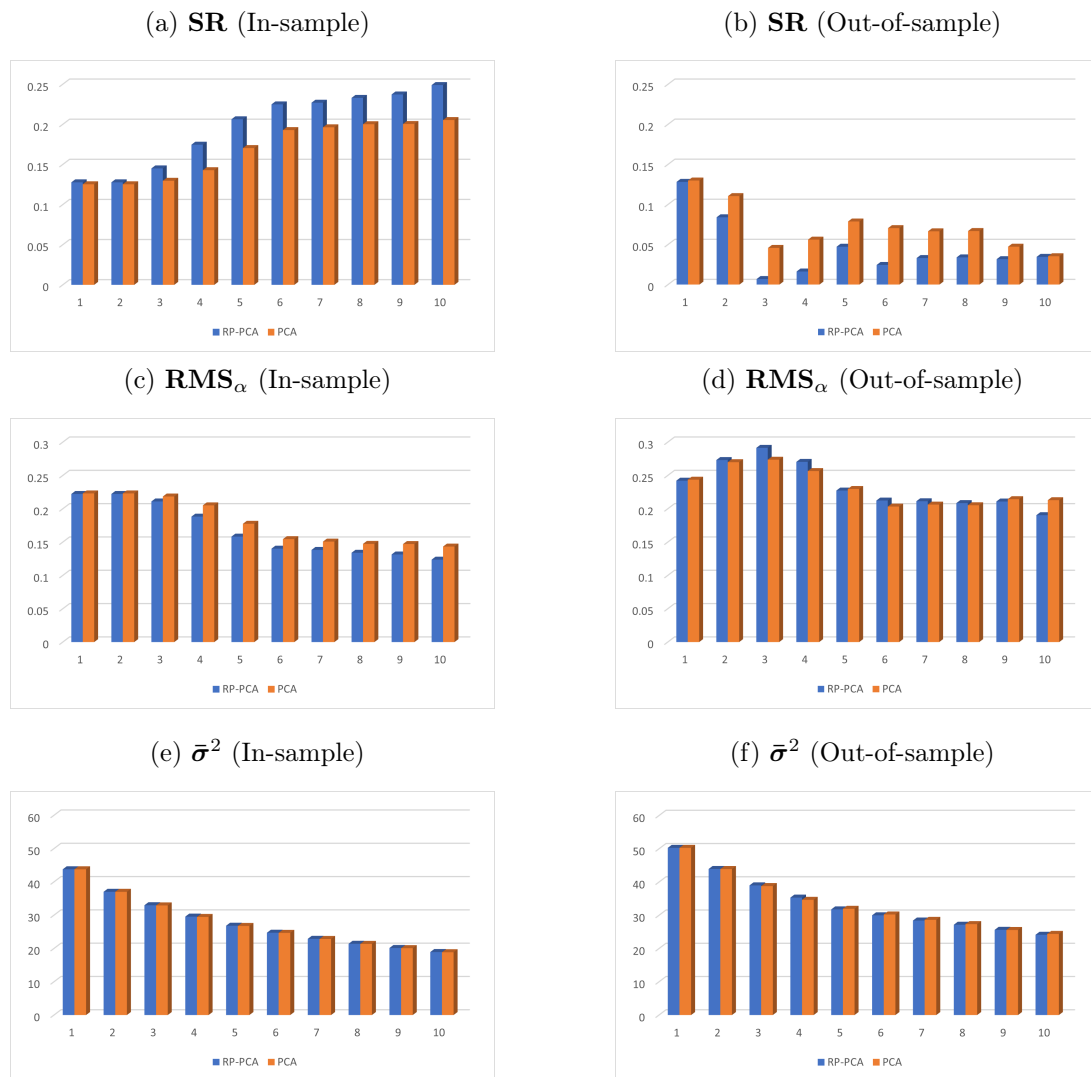 (a) SR (In-sample)
0.25
0.2
0.15
0.1
0.05
0
1 2 3 4 5 6 7 8 9 10
RP-PCA PCA
(b) SR (Out-of-sample)
0.25
0.2
0.15
0.1
0.05
0
1 2 3 4 5 6 7 8 9 10
RP-PCA PCA
(c) RMSα (In-sample)
0.3
0.25
0.2
0.15
0.1
0.05
0
1 2 3 4 5 6 7 8 9 10
RP-PCA PCA
(d) RMSα (Out-of-sample)
0.3
0.25
0.2
0.15
0.1
0.05
0
1 2 3 4 5 6 7 8 9 10
RP-PCA PCA
(e) σ̄² (In-sample)
60
50
40
30
20
10
0
1 2 3 4 5 6 7 8 9 10
RP-PCA PCA
(f) σ̄² (Out-of-sample)
60
50
40
30
20
10
0
1 2 3 4 5 6 7 8 9 10
RP-PCA PCA